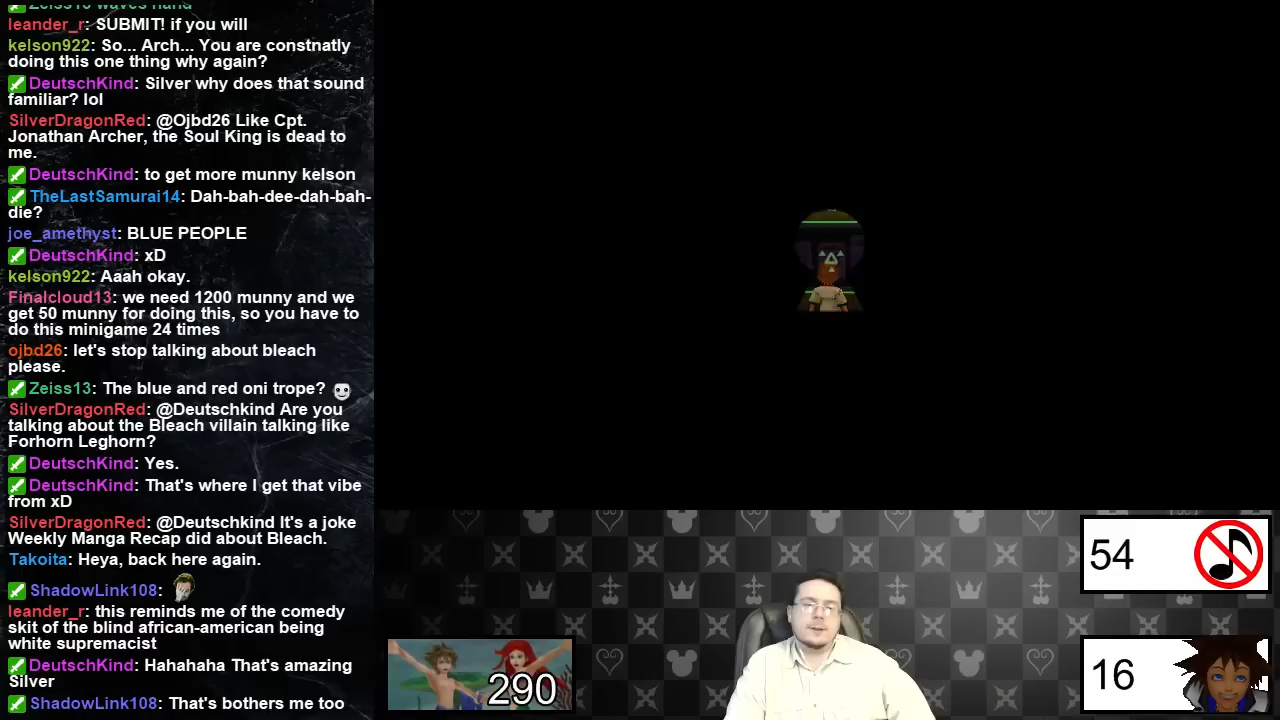 Zeiss13 waves hand
leander_r: SUBMIT! if you will
kelson922: So... Arch... You are constnatly
doing this one thing why again?
DeutschKind: Silver why does that sound
familiar? lol
SilverDragonRed: @Ojbd26 Like Cpt.
Jonathan Archer, the Soul King is dead to
me.
DeutschKind: to get more munny kelson
TheLastSamurai14: Dah-bah-dee-dah-bah-
die?
joe_amethyst: BLUE PEOPLE
DeutschKind: xD
kelson922: Aaah okay.
Finalcloud13: we need 1200 munny and we
get 50 munny for doing this, so you have to
do this minigame 24 times
ojbd26: let's stop talking about bleach
please.
Zeiss13: The blue and red oni trope?
SilverDragonRed: @Deutschkind Are you
talking about the Bleach villain talking like
Forhorn Leghorn?
DeutschKind: Yes.
DeutschKind: That's where I get that vibe
from xD
SilverDragonRed: @Deutschkind It's a joke
Weekly Manga Recap did about Bleach.
Takoita: Heya, back here again.
ShadowLink108:
leander_r: this reminds me of the comedy
skit of the blind african-american being
white supremacist
DeutschKind: Hahahaha That's amazing
Silver
ShadowLink108: That's bothers me too
54
290
16